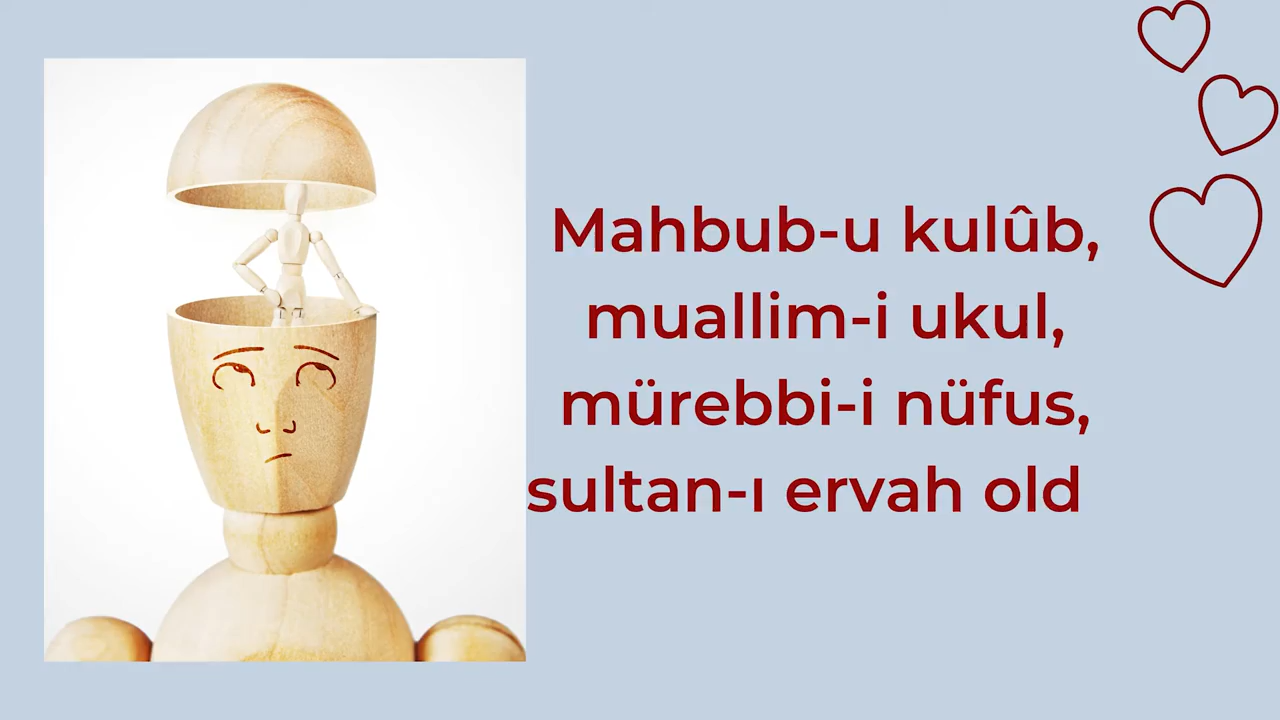 Mahbub-u kulûb,
muallim-i ukul,
mürebbi-i nüfus,
sultan-ı ervah old